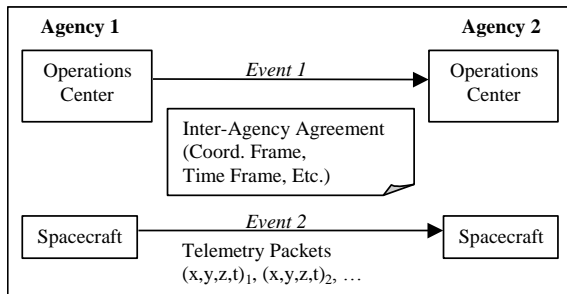 Agency 1
Agency 2
Operations
Center
Event 1
Operations
Center
Inter-Agency Agreement
(Coord. Frame,
Time Frame, Etc.)
Spacecraft
Event 2
Spacecraft
Telemetry Packets
(x,y,z,t)₁, (x,y,z,t)₂, …